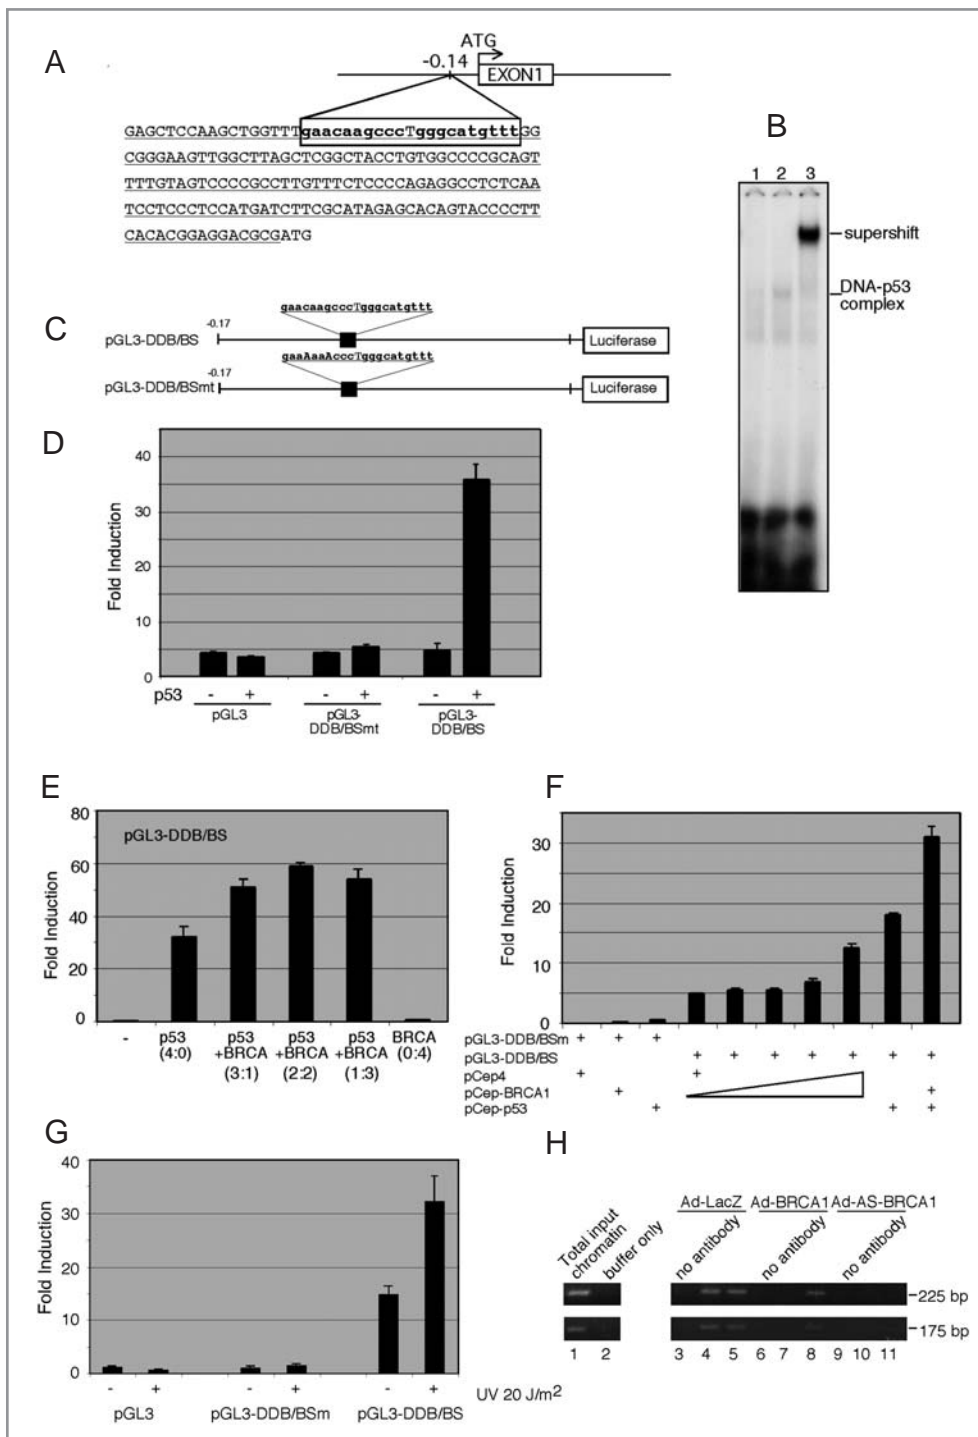 A
ATG
-0.14
EXON1
GAGCTCCAAGCTGGTTTgaacaagcccTgggcatgtttGG
CGGGAAGTTGGCTTAGCTCGGCTACCTGTGGCCCCGCAGT
TTTGTAGTCCCCGCCTTGTTTCTCCCCAGAGGCCTCTCAA
TCCTCCCTCCATGATCTTCGCATAGAGCACAGTACCCCTT
CACACGGAGGACGCGATG
B
1 2 3
supershift
DNA-p53
complex
C
gaacaagcccTgggcatgttt
-0.17
pGL3-DDB/BS
Luciferase
gaaAaaAcccTgggcatgttt
-0.17
pGL3-DDB/BSmt
Luciferase
D
Fold Induction
40
30
20
10
0
p53 - + - + - +
pGL3
pGL3-
DDB/BSmt
pGL3-
DDB/BS
E
Fold Induction
80
60
40
20
0
pGL3-DDB/BS
-
p53
(4:0)
p53
+BRCA
(3:1)
p53
+BRCA
(2:2)
p53
+BRCA
(1:3)
BRCA
(0:4)
F
Fold Induction
30
20
10
0
pGL3-DDB/BSm + + +
pGL3-DDB/BS + + + + + + +
pCep4 + +
pCep-BRCA1 + +
pCep-p53 + + +
G
Fold Induction
40
30
20
10
0
- + - + - + UV 20 J/m2
pGL3
pGL3-DDB/BSm
pGL3-DDB/BS
H
Total input
chromatin
buffer only
Ad-LacZ Ad-BRCA1 Ad-AS-BRCA1
no antibody
no antibody
no antibody
225 bp
175 bp
1 2 3 4 5 6 7 8 9 10 11